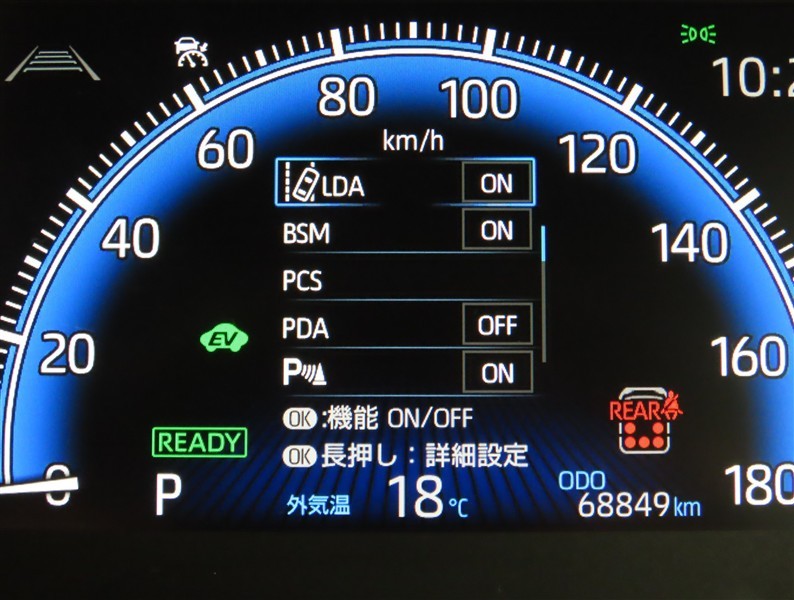 10:2
80 100
km/h
60 120
LDA ON
40 BSM ON 140
PCS
EV PDA OFF
20 P ON 160
OK:機能 ON/OFF
REAR
READY OK長押し：詳細設定
0 P 外気温 18℃ ODO 68849km 180